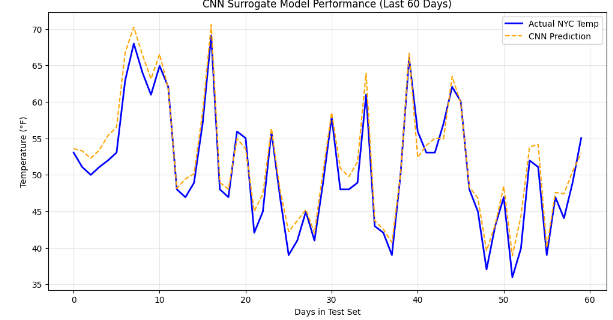 CNN Surrogate Model Performance (Last 60 Days)
Actual NYC Temp
CNN Prediction
Temperature (°F)
70
65
60
55
50
45
40
35
0 10 20 30 40 50 60
Days in Test Set